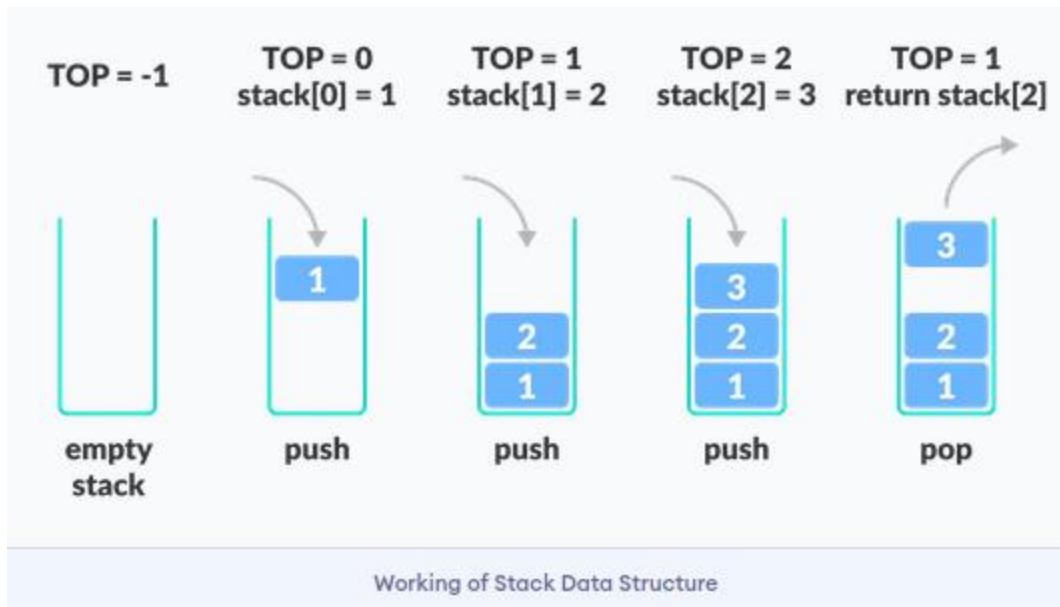 TOP = -1
TOP = 0
stack[0] = 1
TOP = 1
stack[1] = 2
TOP = 2
stack[2] = 3
TOP = 1
return stack[2]
1
2
1
3
2
1
3
2
1
empty
stack
push
push
push
pop
Working of Stack Data Structure